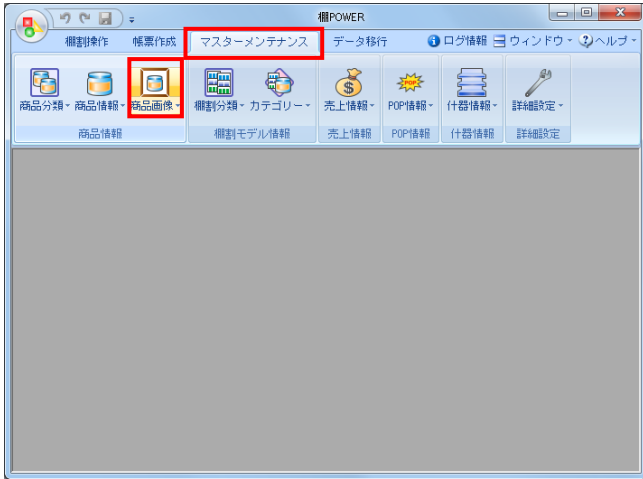 棚POWER
棚割操作 帳票作成 マスターメンテナンス データ移行 ログ情報 ウィンドウ ヘルプ
商品分類 商品情報 商品画像 棚割分類 カテゴリー 売上情報 POP情報 什器情報 詳細設定
商品情報 棚割モデル情報 売上情報 POP情報 什器情報 詳細設定